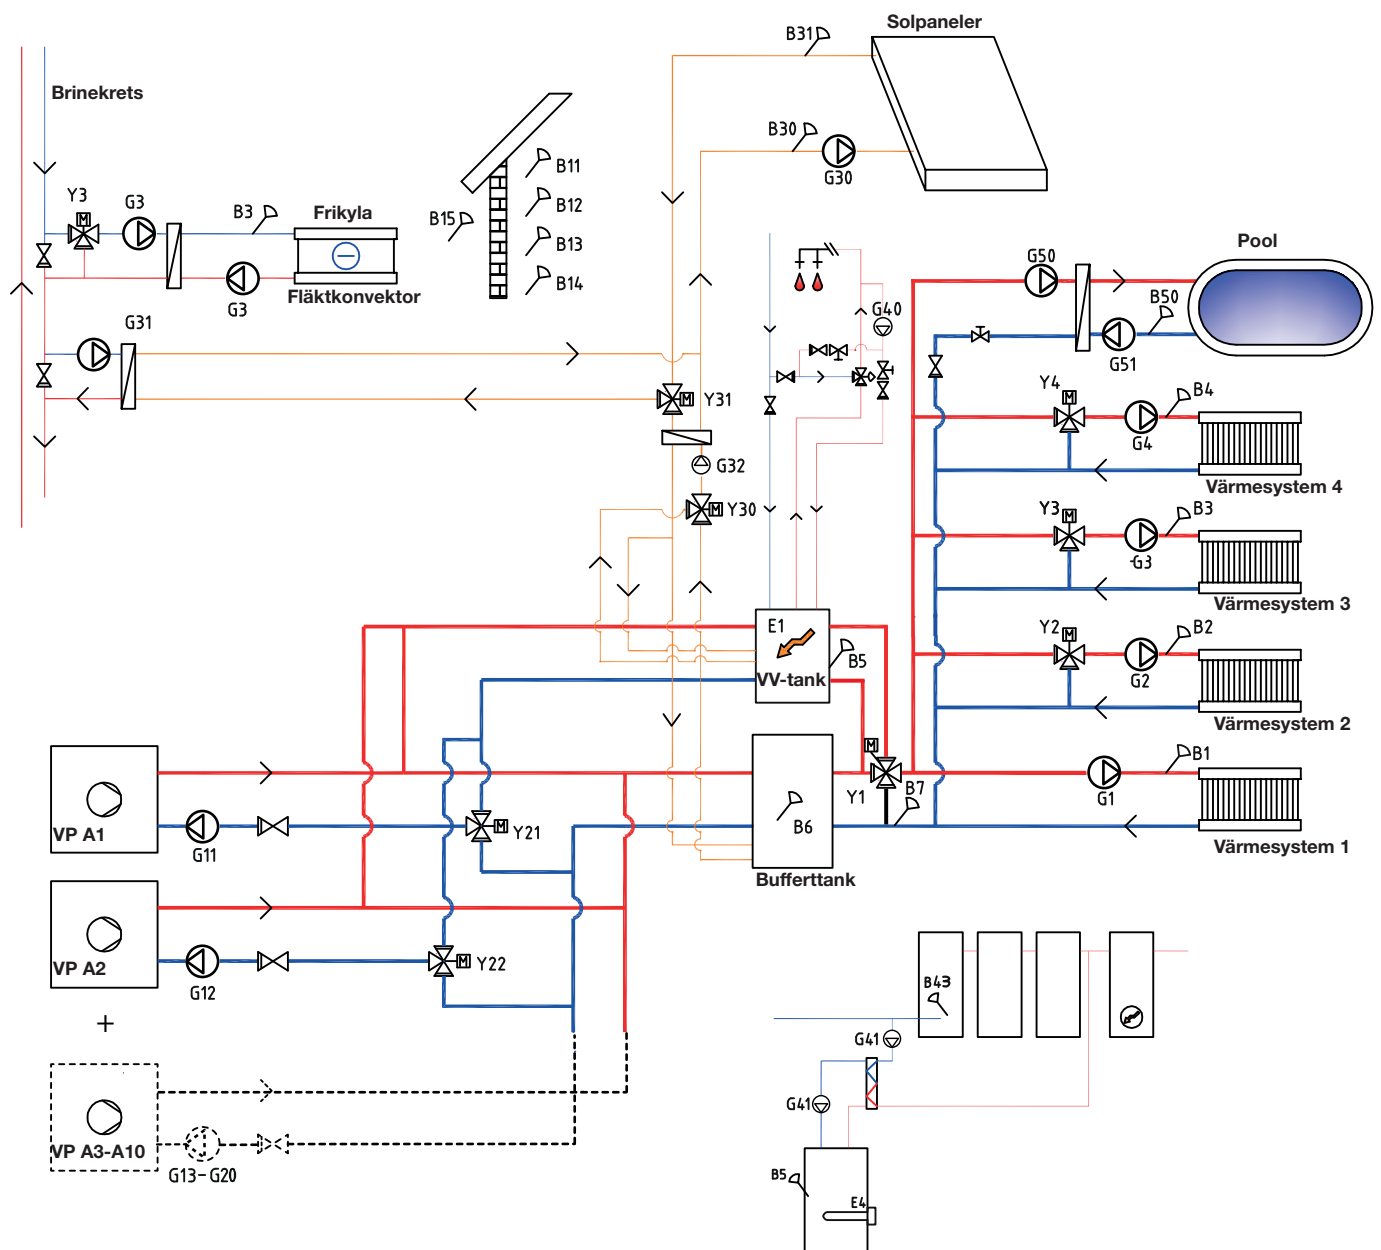 Solpaneler
B31
Brinekrets
B30
G30
B11
Y3
G3
B3
Frikyla
B15
B12
B13
B14
Fläktkonvektor
G3
Pool
G50
B50
G51
G40
G31
Y31
Y4
B4
G4
Värmesystem 4
G32
Y30
Y3
B3
G3
Värmesystem 3
E1
B5
VV-tank
Y2
B2
G2
Värmesystem 2
M
Y1
B7
B1
G1
Värmesystem 1
VP A1
G11
M
Y21
B6
Bufferttank
VP A2
G12
M
Y22
+
B43
G41
G41
VP A3-A10
G13-G20
B5
E4
M
M
M
M
M
M